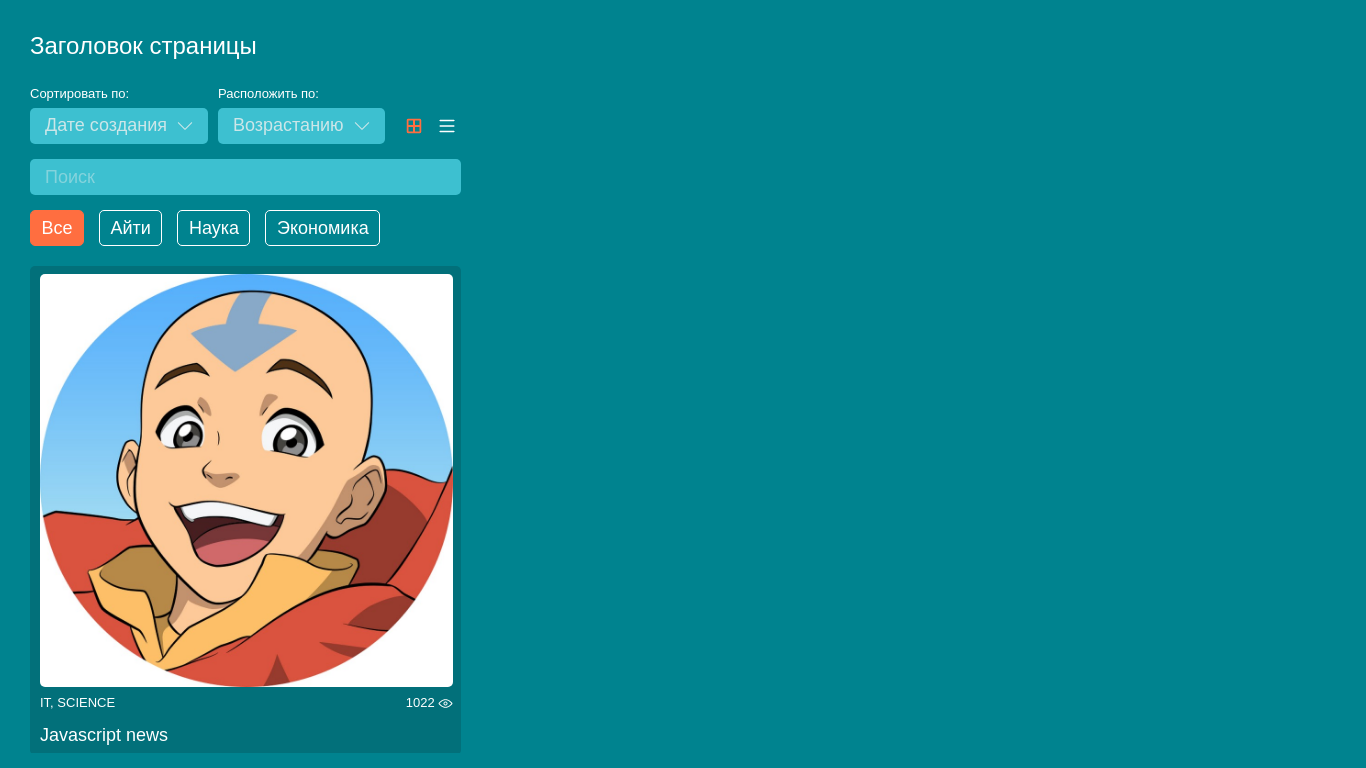 Заголовок страницы
Сортировать по: Расположить по:
Дате создания Возрастанию
Поиск
Все Айти Наука Экономика
IT, SCIENCE 1022
Javascript news